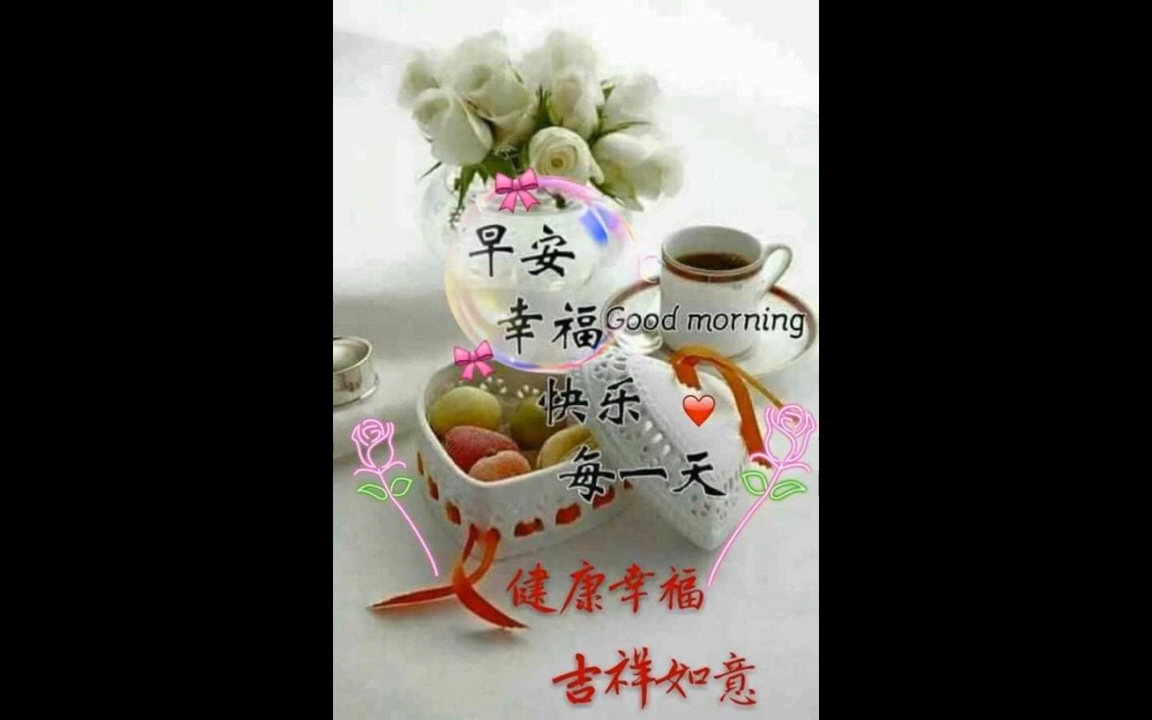 早安
幸福
Good morning
快乐
每一天
健康幸福
吉祥如意